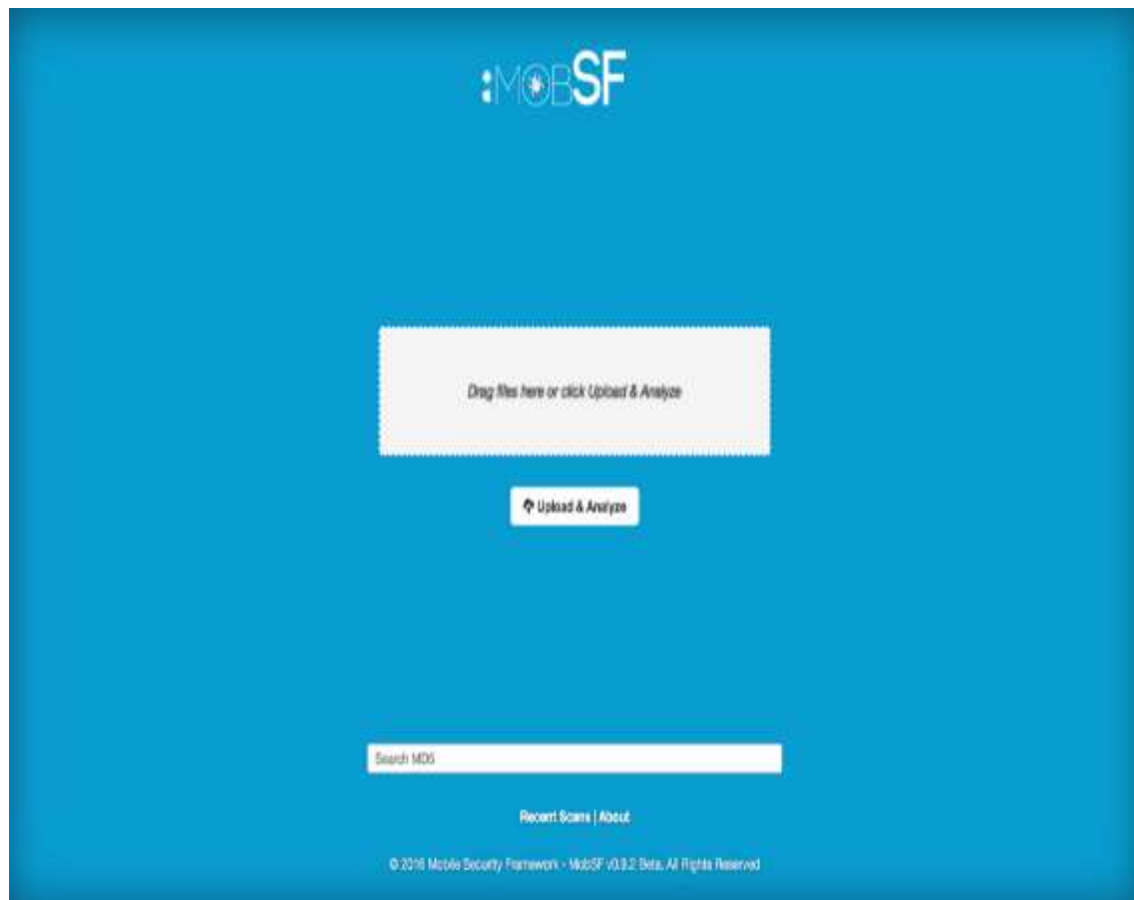 :MOBSF
Drag files here or click Upload & Analyze
Upload & Analyze
Search MD5
Recent Scans | About
© 2016 Mobile Security Framework - MobSF v0.9.2 Beta. All Rights Reserved